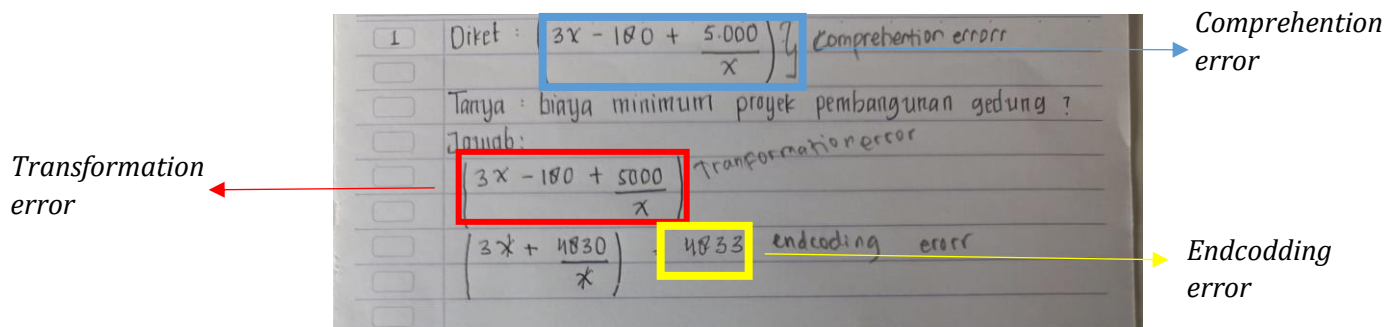 Comprehention
error
1 Diket : (3x - 180 + 5.000/x) } comprehention errorr
Tanya : biaya minimum proyek pembangunan gedung ?
Jawab:
Transformation
error
(3x - 180 + 5000/x) Tranformation error
(3x + 4830/x) 4833 endcoding erorr
Endcodding
error